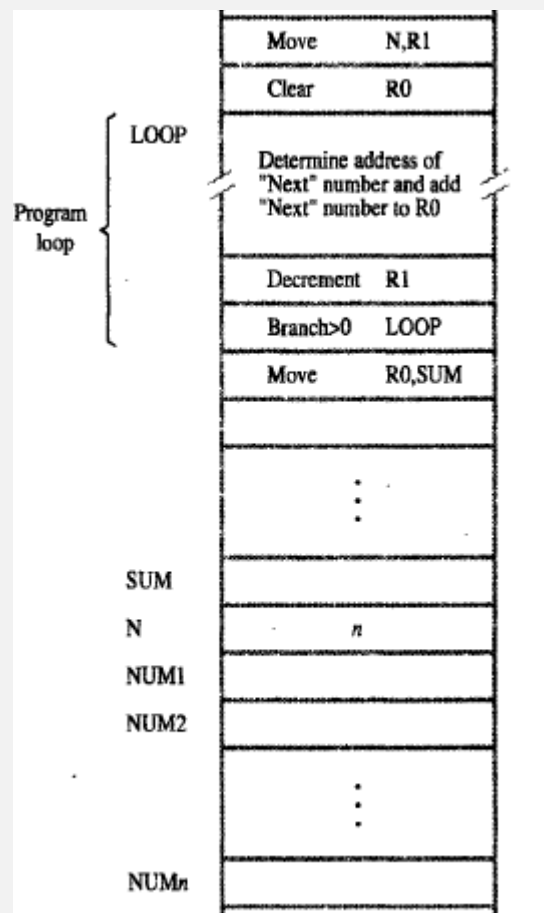 Move N,R1
Clear R0
LOOP
Determine address of
"Next" number and add
"Next" number to R0
Program
loop
Decrement R1
Branch>0 LOOP
Move R0,SUM
SUM
N n
NUM1
NUM2
NUMn